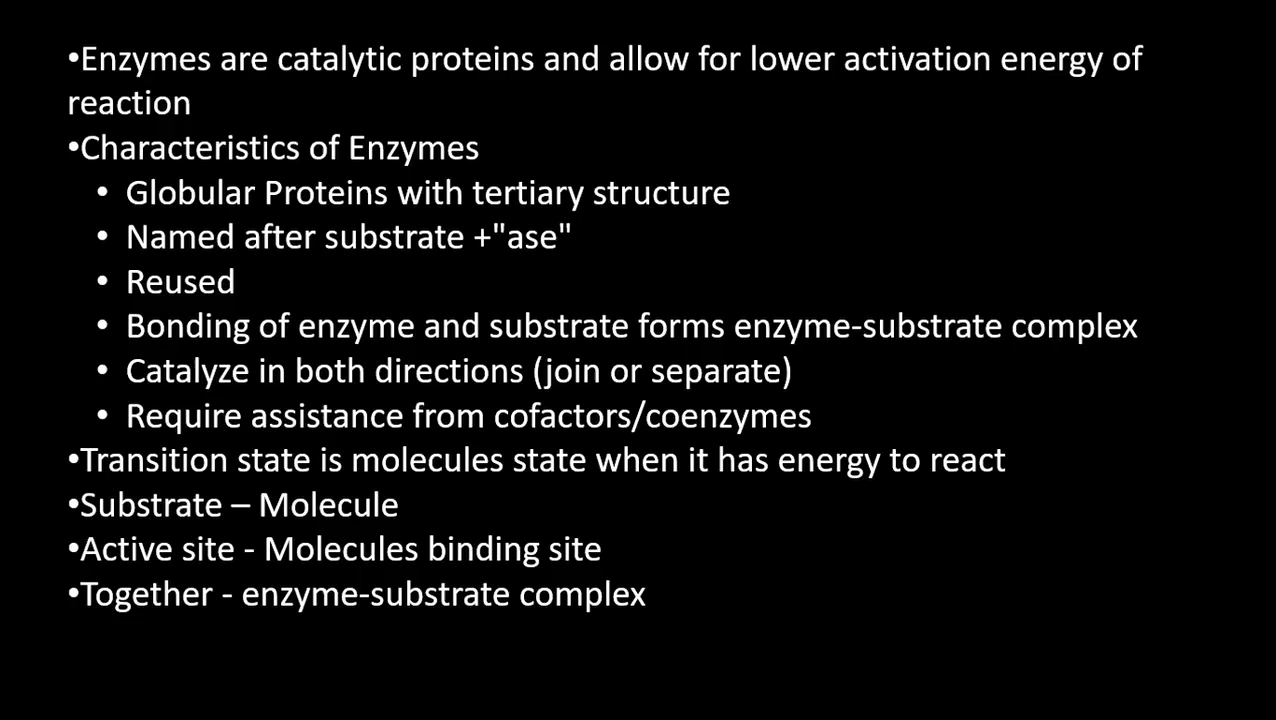 •Enzymes are catalytic proteins and allow for lower activation energy of
reaction
•Characteristics of Enzymes
• Globular Proteins with tertiary structure
• Named after substrate +"ase"
• Reused
• Bonding of enzyme and substrate forms enzyme-substrate complex
• Catalyze in both directions (join or separate)
• Require assistance from cofactors/coenzymes
•Transition state is molecules state when it has energy to react
•Substrate – Molecule
•Active site - Molecules binding site
•Together - enzyme-substrate complex